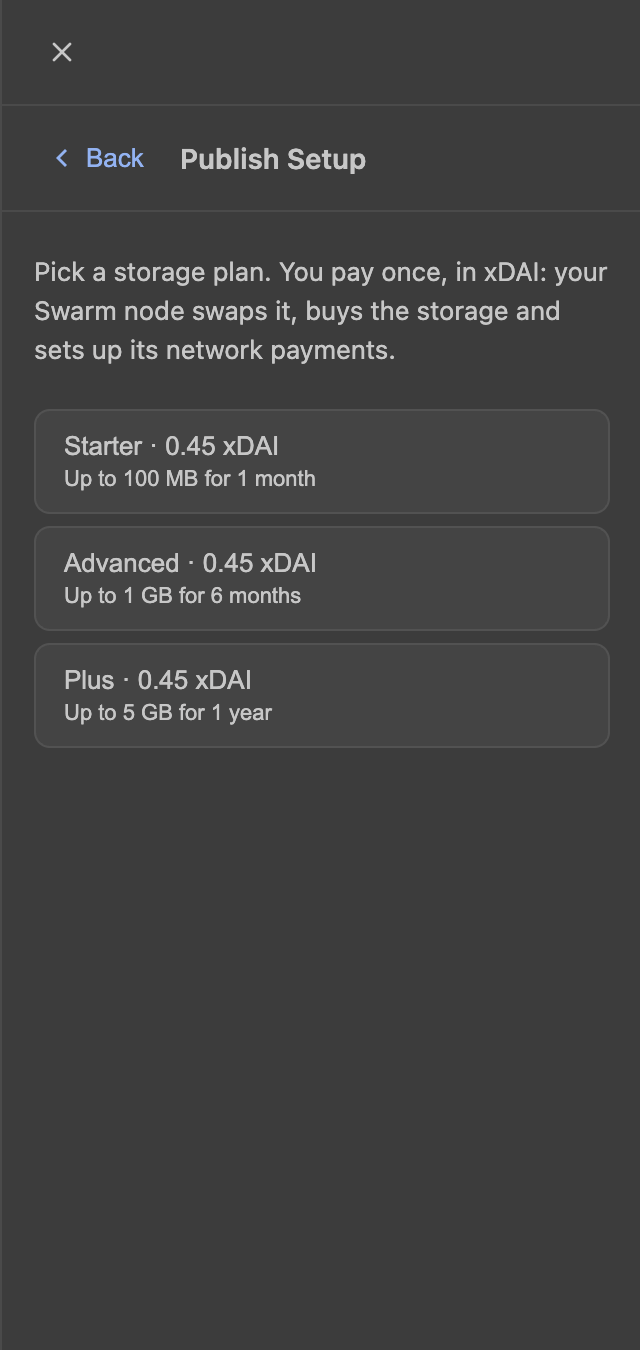 Back
Publish Setup
Pick a storage plan. You pay once, in xDAI: your
Swarm node swaps it, buys the storage and
sets up its network payments.
Starter · 0.45 xDAI
Up to 100 MB for 1 month
Advanced · 0.45 xDAI
Up to 1 GB for 6 months
Plus · 0.45 xDAI
Up to 5 GB for 1 year